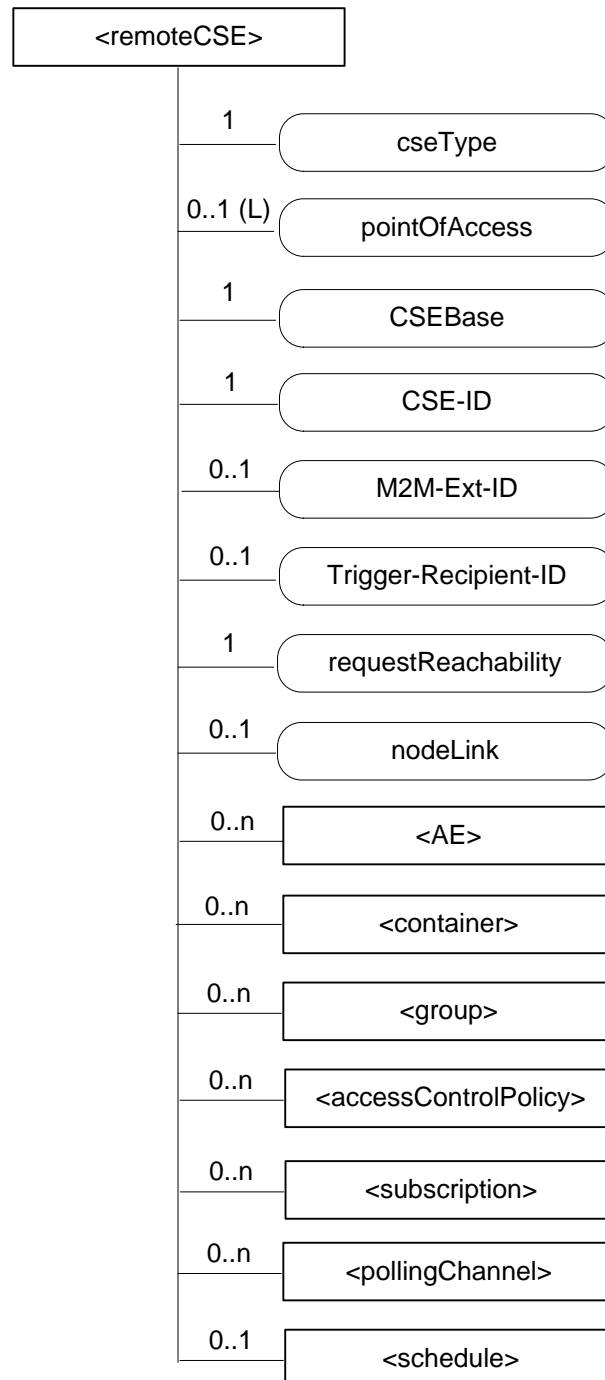 <remoteCSE>
1
cseType
0..1 (L)
pointOfAccess
1
CSEBase
1
CSE-ID
0..1
M2M-Ext-ID
0..1
Trigger-Recipient-ID
1
requestReachability
0..1
nodeLink
0..n
<AE>
0..n
<container>
0..n
<group>
0..n
<accessControlPolicy>
0..n
<subscription>
0..n
<pollingChannel>
0..1
<schedule>